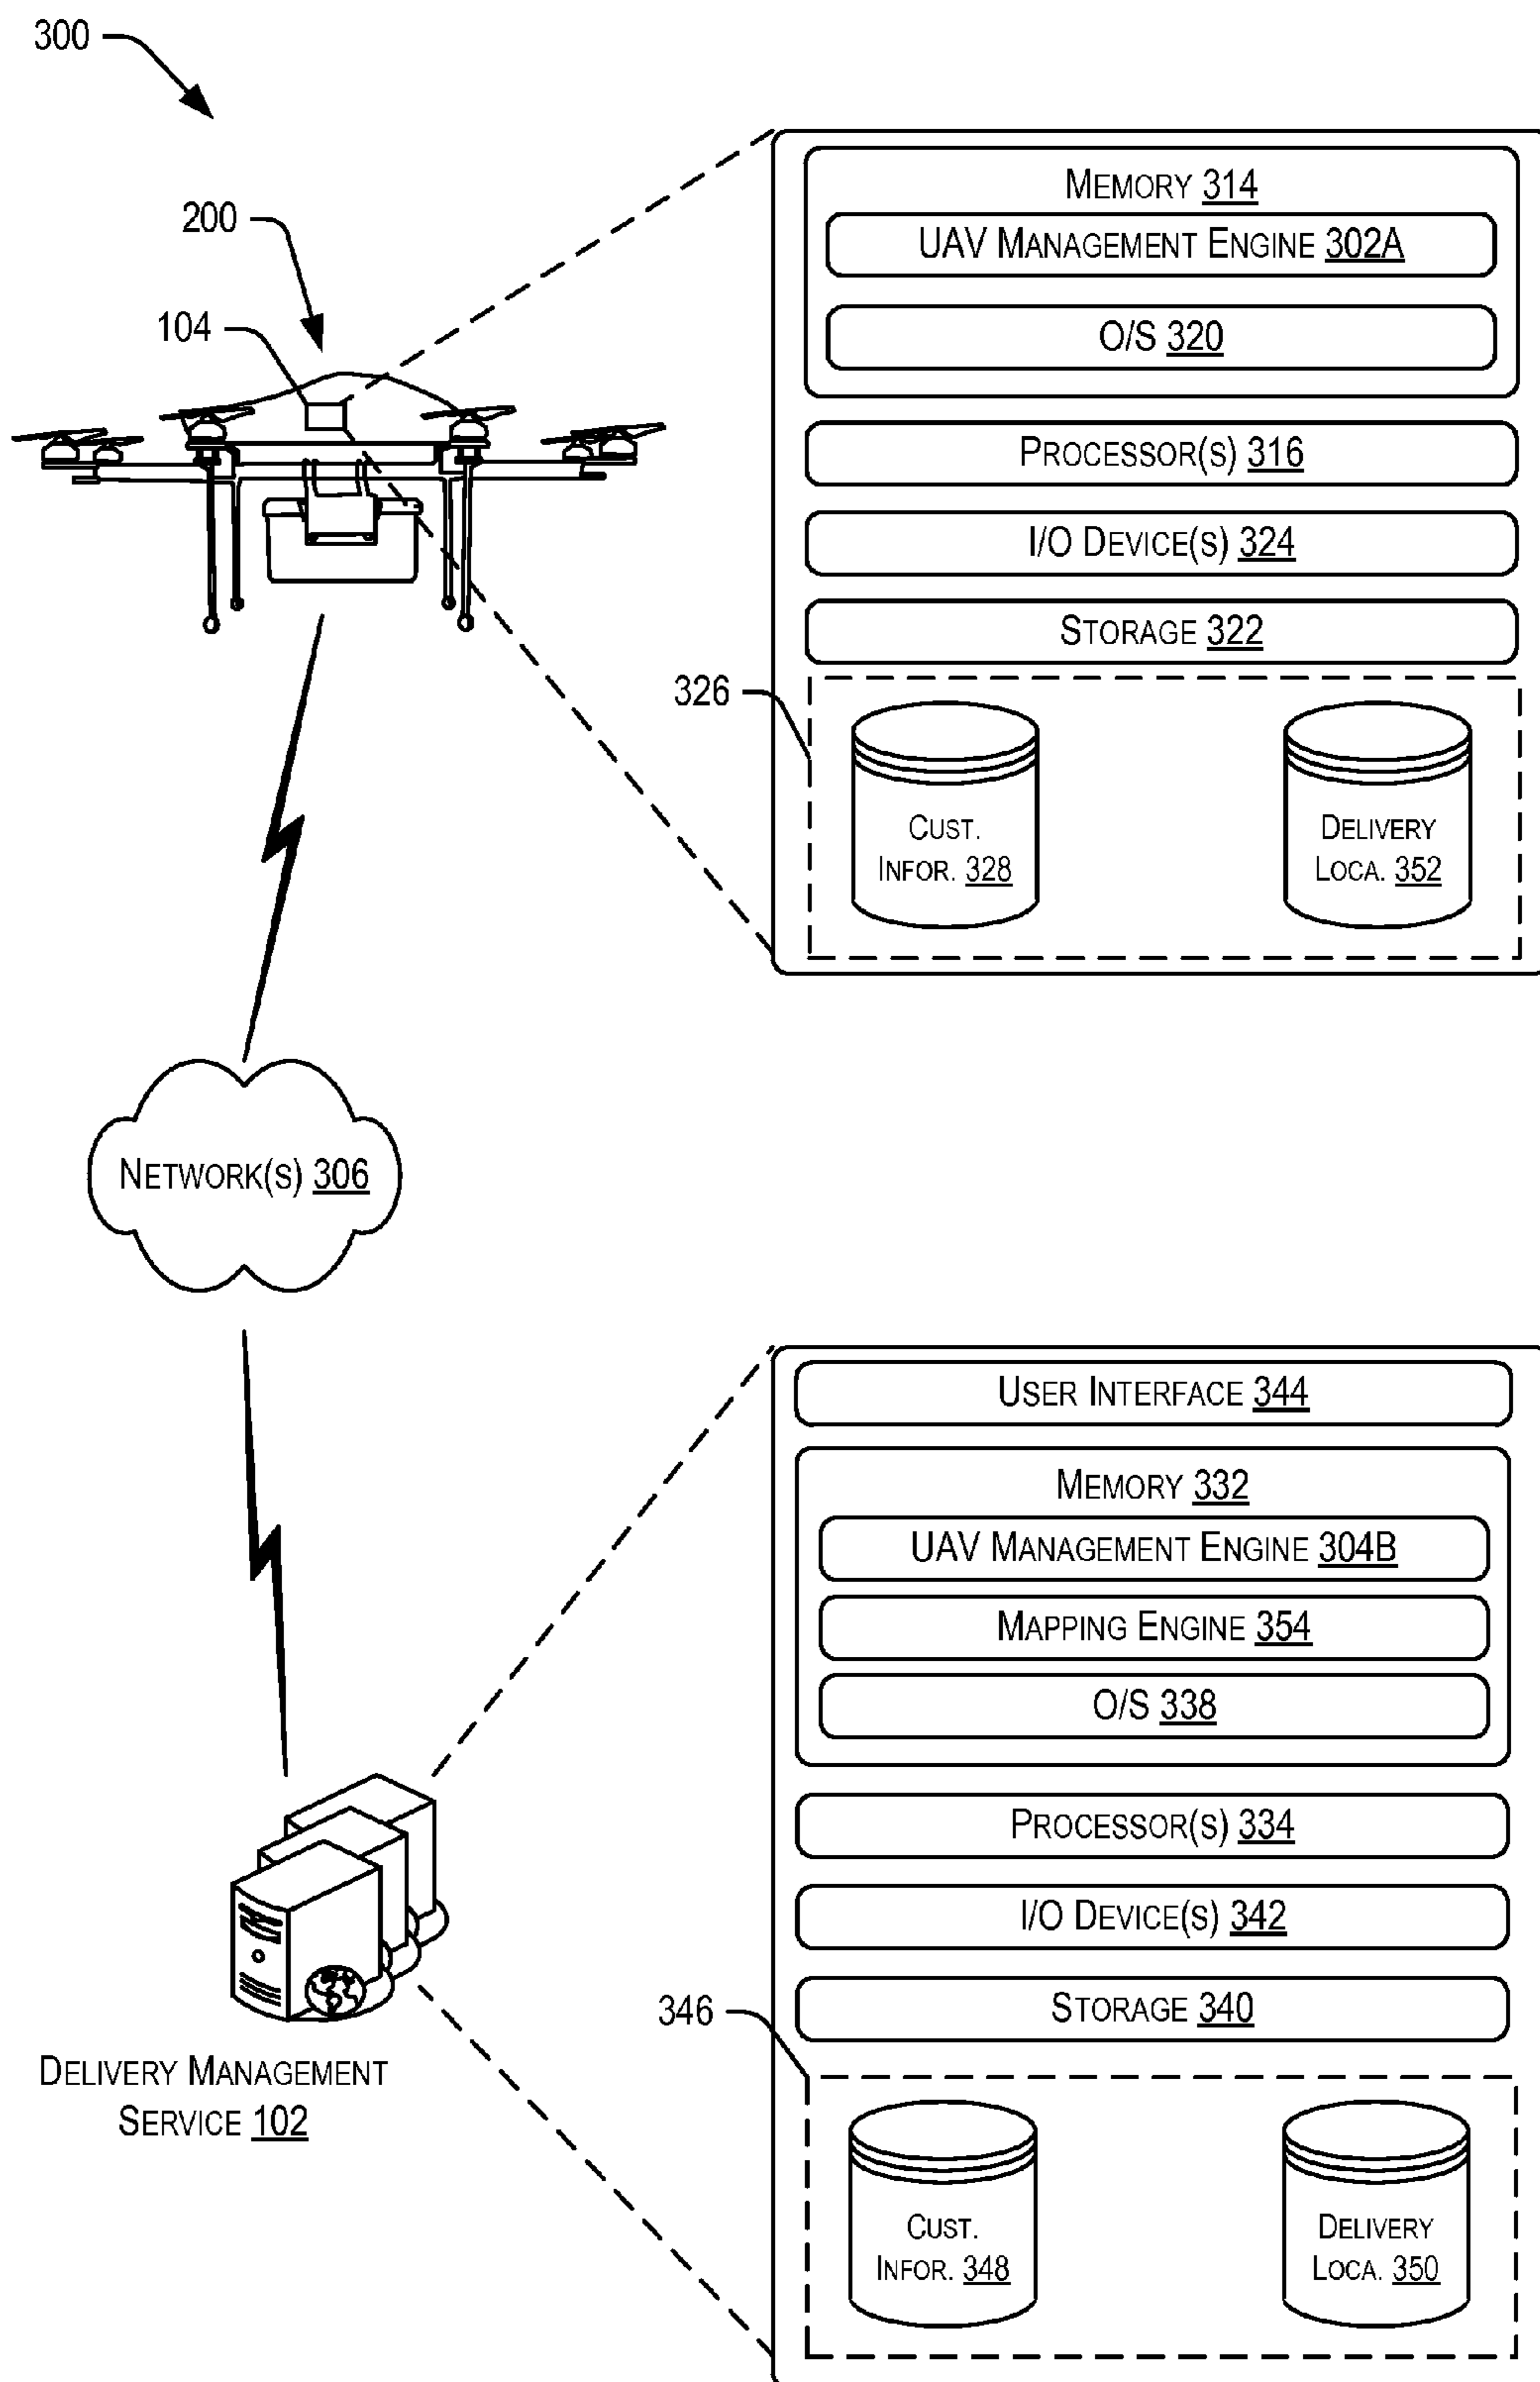 300
200
104
MEMORY 314
UAV MANAGEMENT ENGINE 302A
O/S 320
PROCESSOR(S) 316
I/O DEVICE(S) 324
STORAGE 322
326
CUST.
INFOR. 328
DELIVERY
LOCA. 352
NETWORK(S) 306
USER INTERFACE 344
MEMORY 332
UAV MANAGEMENT ENGINE 304B
MAPPING ENGINE 354
O/S 338
PROCESSOR(S) 334
I/O DEVICE(S) 342
STORAGE 340
346
CUST.
INFOR. 348
DELIVERY
LOCA. 350
DELIVERY MANAGEMENT
SERVICE 102